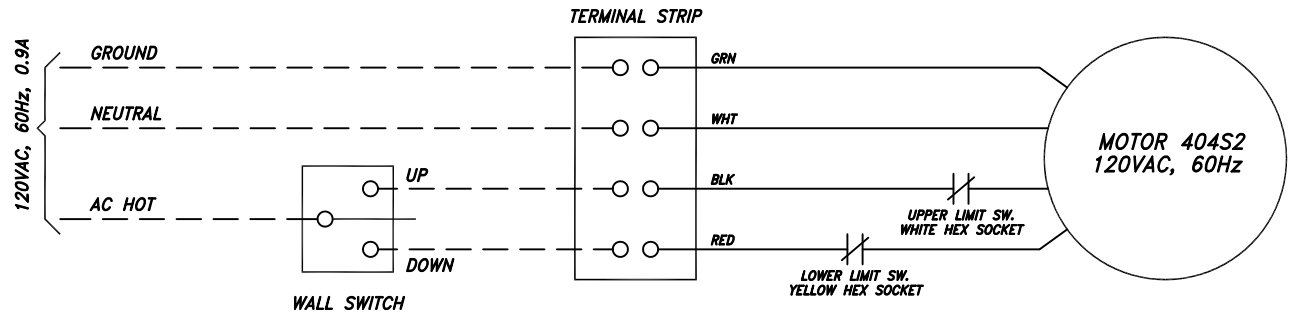 TERMINAL STRIP
120VAC, 60Hz, 0.9A
GROUND
GRN
NEUTRAL
WHT
MOTOR 404S2
120VAC, 60Hz
UP
BLK
AC HOT
UPPER LIMIT SW.
WHITE HEX SOCKET
RED
DOWN
LOWER LIMIT SW.
YELLOW HEX SOCKET
WALL SWITCH